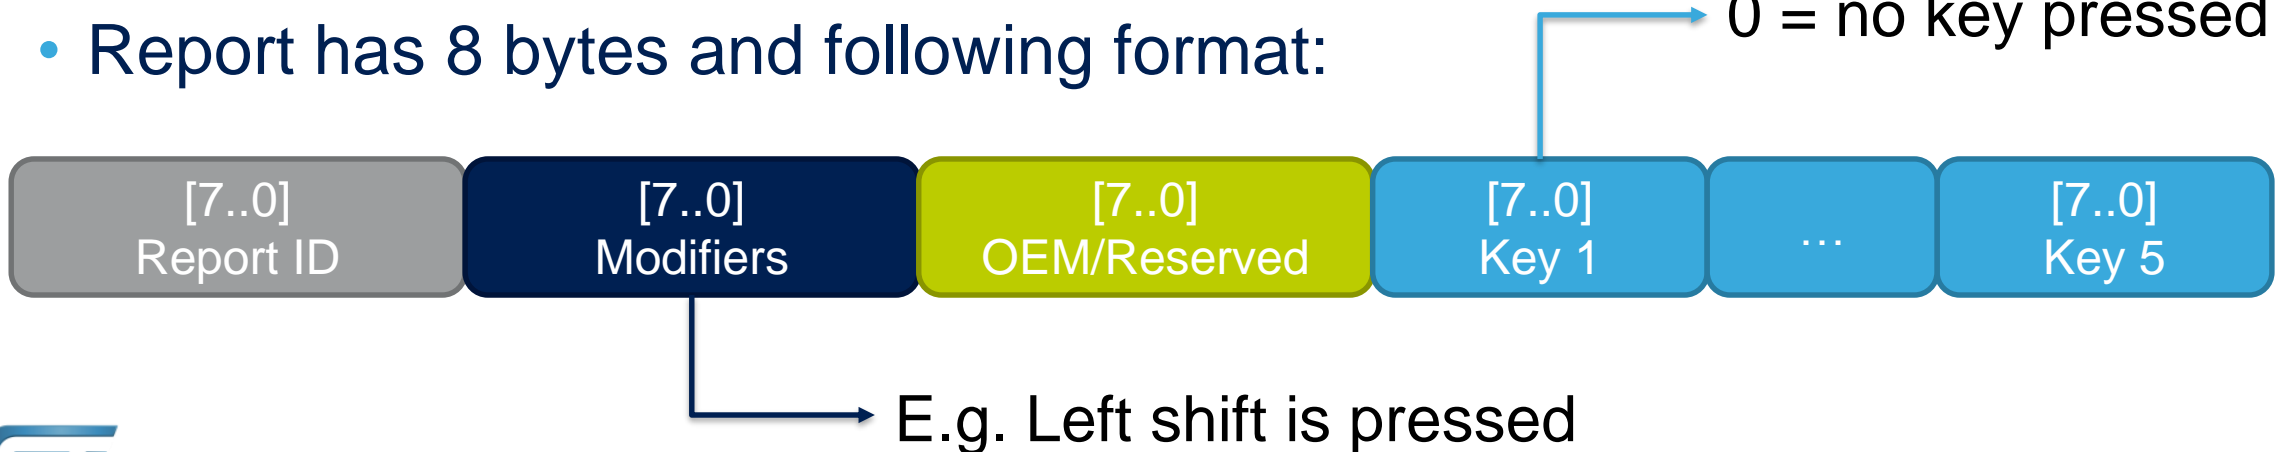 0 = no key pressed
• Report has 8 bytes and following format:
[7..0] [7..0] [7..0] [7..0] [7..0]
Report ID Modifiers OEM/Reserved Key 1 … Key 5
E.g. Left shift is pressed